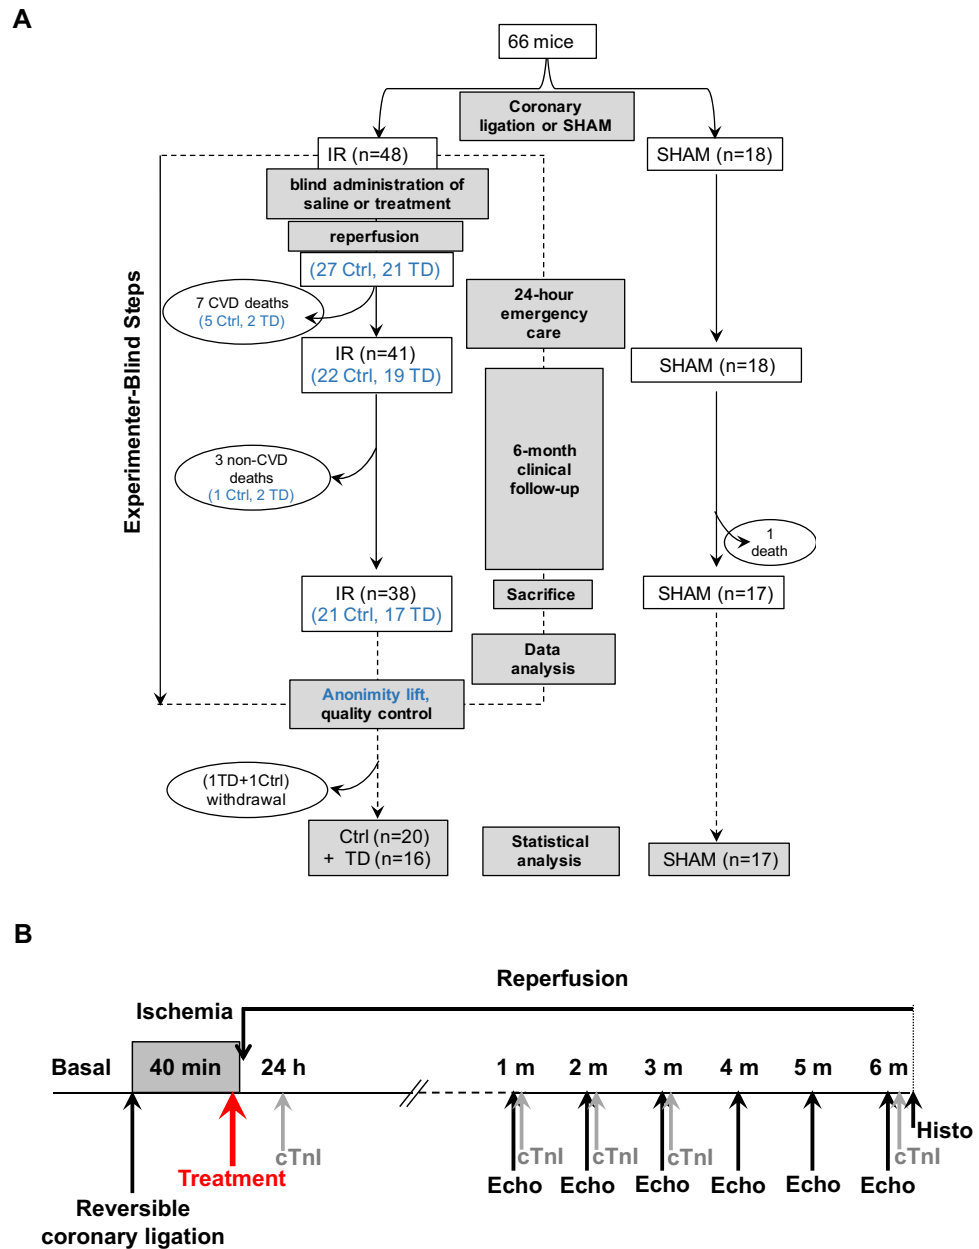 A
66 mice
Coronary
ligation or SHAM
IR (n=48)
SHAM (n=18)
blind administration of
saline or treatment
reperfusion
(27 Ctrl, 21 TD)
Experimenter-Blind Steps
7 CVD deaths
(5 Ctrl, 2 TD)
24-hour
emergency
care
IR (n=41)
(22 Ctrl, 19 TD)
SHAM (n=18)
3 non-CVD
deaths
(1 Ctrl, 2 TD)
6-month
clinical
follow-up
1
death
IR (n=38)
(21 Ctrl, 17 TD)
Sacrifice
SHAM (n=17)
Data
analysis
Anonimity lift,
quality control
(1TD+1Ctrl)
withdrawal
Ctrl (n=20)
+ TD (n=16)
Statistical
analysis
SHAM (n=17)
B
Reperfusion
Ischemia
Basal
40 min
24 h
1 m
2 m
3 m
4 m
5 m
6 m
Histo
cTnI
cTnI
cTnI
cTnI
cTnI
Treatment
Echo
Echo
Echo
Echo
Echo
Echo
Reversible
coronary ligation